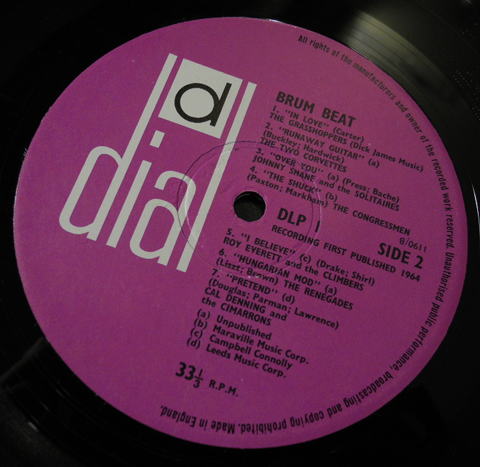 d
dial
BRUM BEAT
1. "IN LOVE" (Carter)
THE GRASSHOPPERS (Dick James Music)
2. "RUNAWAY GUITAR" (a)
(Buckley; Hardwick)
THE TWO CORVETTES
3. "OVER YOU" (a) (Press; Bache)
JOHNNY SHANE and the SOLITAIRES
4. "THE SHUCK" (b) THE CONGRESSMEN
(Paxton; Markham)
8/0611
DLP
SIDE 2
RECORDING FIRST PUBLISHED 1964
5. "I BELIEVE" (c) (Drake; Shirl)
ROY EVERETT and the CLIMBERS
6. "HUNGARIAN MOD" (a)
(Liszt; Brown) THE RENEGADES
7. "PRETEND" (d)
(Douglas; Parman; Lawrence)
CAL DENNING and
the CIMARRONS
(a) Unpublished
(b) Maraville Music Corp.
(c) Campbell Connolly
(d) Leeds Music Corp.
33⅓ R.P.M.
All rights of the manufacturers and owner of the recorded work reserved. Unauthorised public performance, broadcasting and copying prohibited. Made in England.